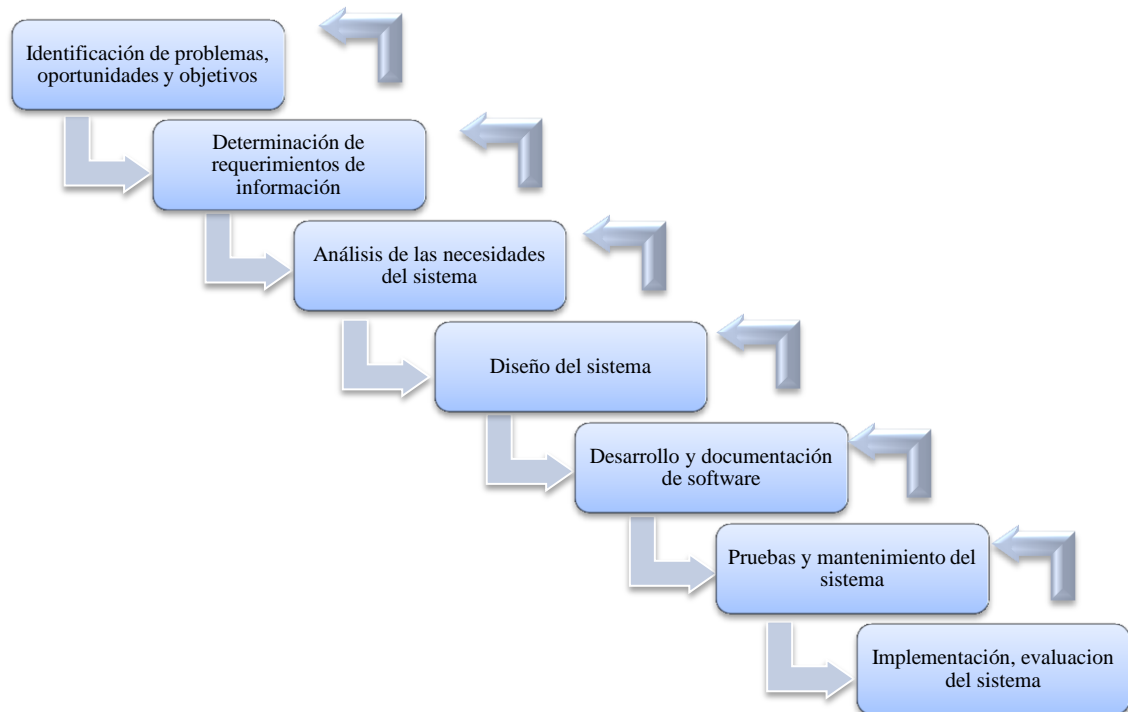 Identificación de problemas,
oportunidades y objetivos
Determinación de
requerimientos de
información
Análisis de las necesidades
del sistema
Diseño del sistema
Desarrollo y documentación
de software
Pruebas y mantenimiento del
sistema
Implementación, evaluacion
del sistema